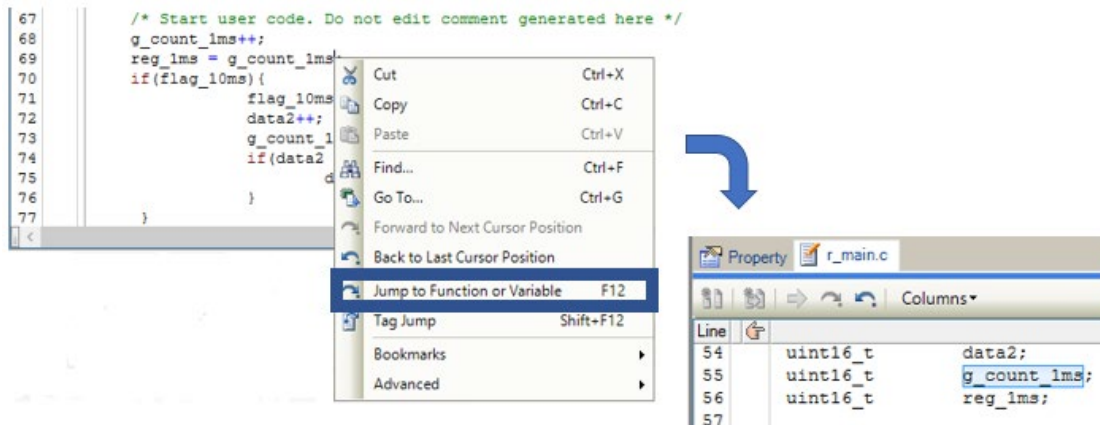 67 /* Start user code. Do not edit comment generated here */
68 g_count_1ms++;
69 reg_1ms = g_count_1ms;
70 if(flag_10ms){
71 flag_10ms
72 data2++;
73 g_count_1
74 if(data2
75 d
76 }
77 }
Cut Ctrl+X
Copy Ctrl+C
Paste Ctrl+V
Find... Ctrl+F
Go To... Ctrl+G
Forward to Next Cursor Position
Back to Last Cursor Position
Jump to Function or Variable F12
Tag Jump Shift+F12
Bookmarks
Advanced
Property r_main.c
Columns
Line
54 uint16_t data2;
55 uint16_t g_count_1ms;
56 uint16_t reg_1ms;
57